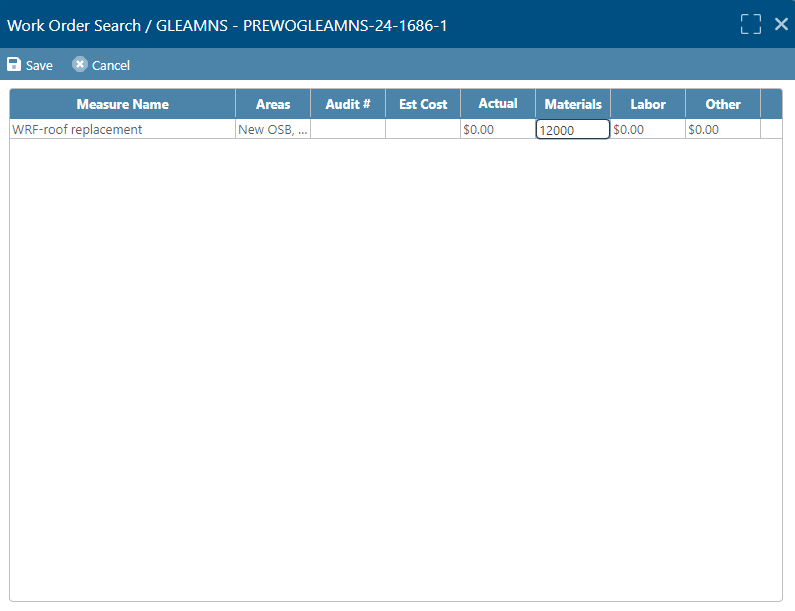 Work Order Search / GLEAMNS - PREWOGLEAMNS-24-1686-1
Save Cancel
Measure Name Areas Audit # Est Cost Actual Materials Labor Other
WRF-roof replacement New OSB, ... $0.00 12000 $0.00 $0.00